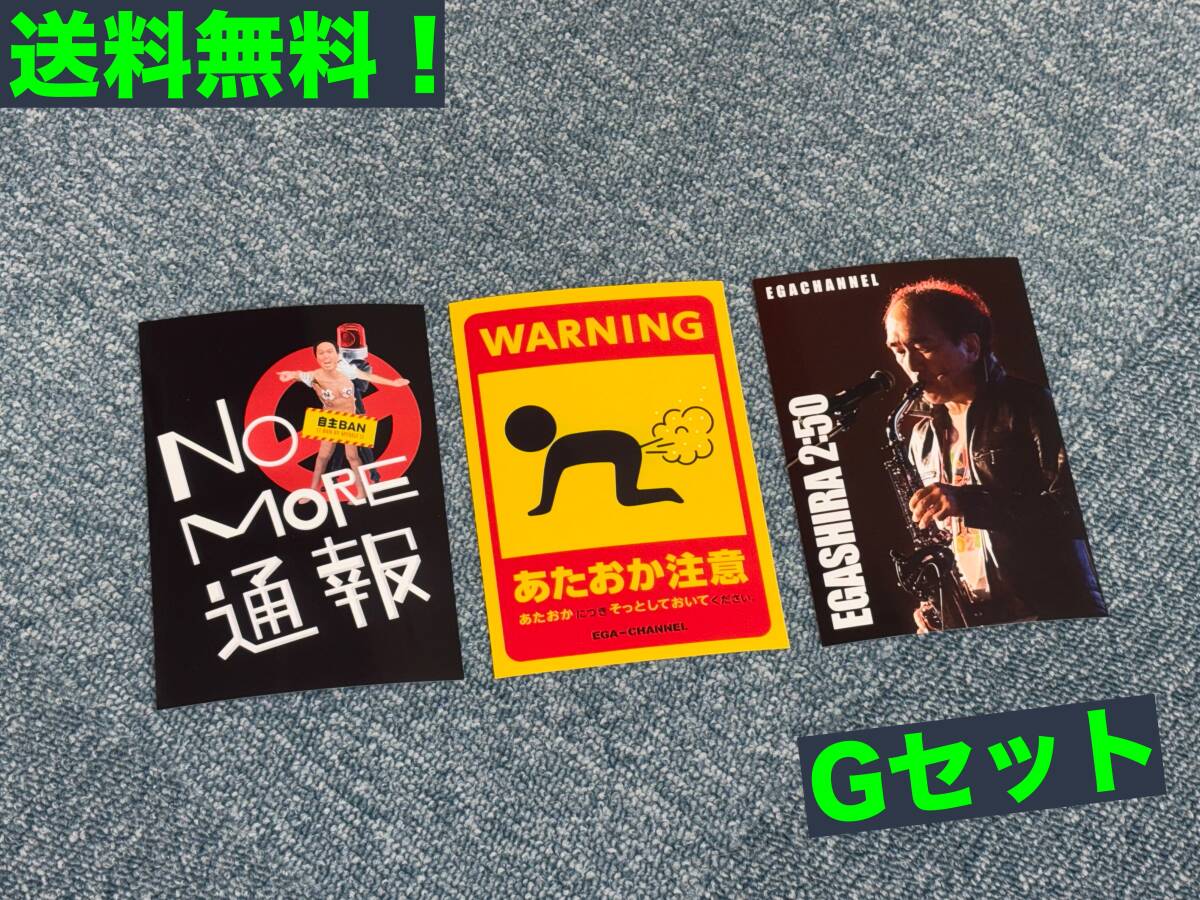 送料無料！
NO
MORE
通報
自主BAN
WARNING
あたおか注意
あたおかにつきそっとしておいてください。
EGA-CHANNEL
EGACHANNEL
EGASHIRA 2:50
Gセット